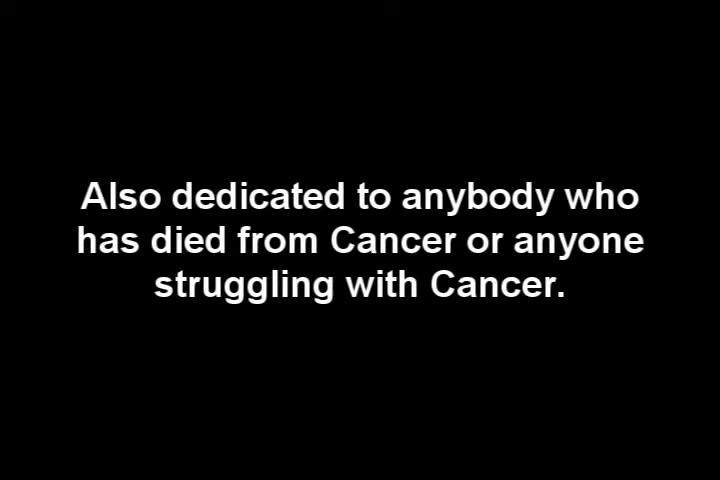 Also dedicated to anybody who
has died from Cancer or anyone
struggling with Cancer.